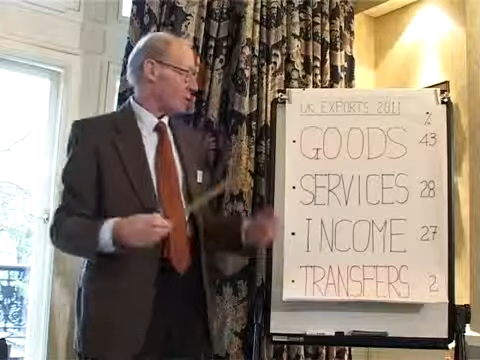 UK EXPORTS 2011
%
• GOODS 43
• SERVICES 28
• INCOME 27
• TRANSFERS 2